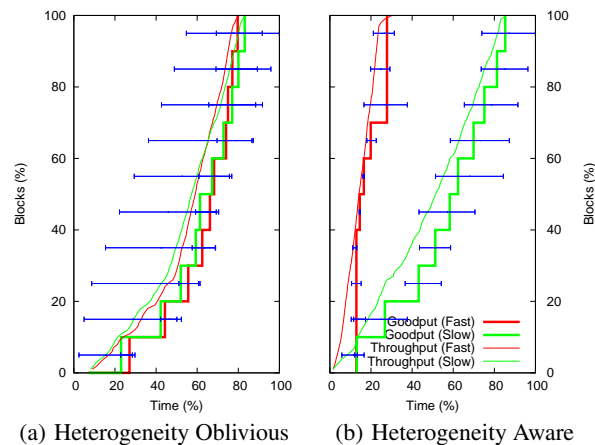 100
80
60
40
20
0
Blocks (%)
0 20 40 60 80 100
Time (%)
(a) Heterogeneity Oblivious
100
80
60
40
20
0
Blocks (%)
Goodput (Fast)
Goodput (Slow)
Throughput (Fast)
Throughput (Slow)
0 20 40 60 80 100
Time (%)
(b) Heterogeneity Aware